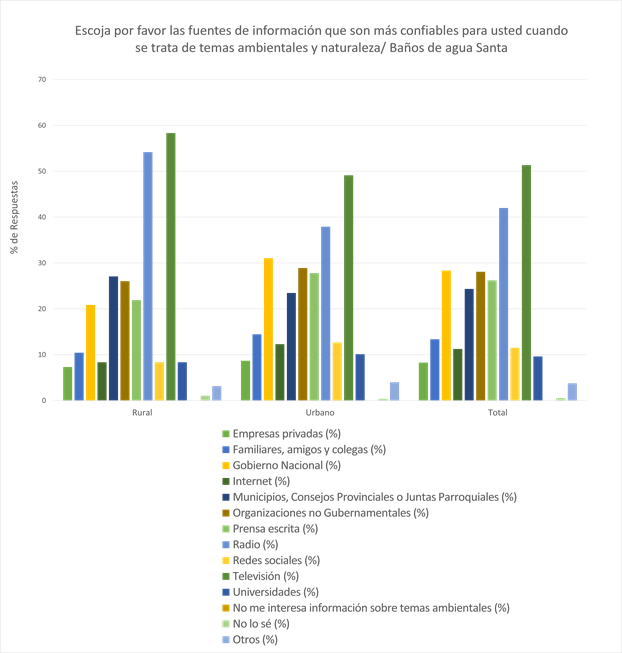 Escoja por favor las fuentes de información que son más confiables para usted cuando
se trata de temas ambientales y naturaleza/ Baños de agua Santa
70
60
50
40
30
20
10
0
% de Respuestas
Rural Urbano Total
Empresas privadas (%)
Familiares, amigos y colegas (%)
Gobierno Nacional (%)
Internet (%)
Municipios, Consejos Provinciales o Juntas Parroquiales (%)
Organizaciones no Gubernamentales (%)
Prensa escrita (%)
Radio (%)
Redes sociales (%)
Televisión (%)
Universidades (%)
No me interesa información sobre temas ambientales (%)
No lo sé (%)
Otros (%)